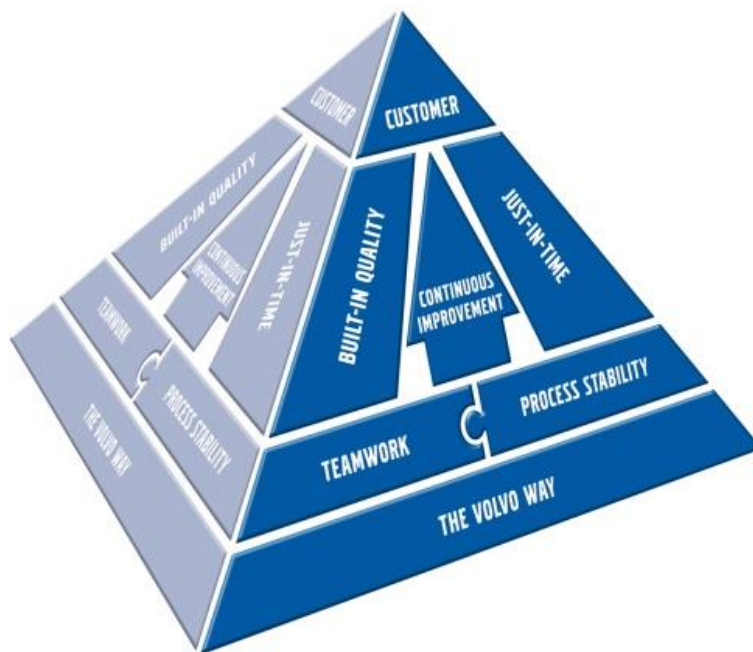 CUSTOMER
BUILT-IN QUALITY
CONTINUOUS
IMPROVEMENT
JUST-IN-TIME
TEAMWORK
PROCESS STABILITY
THE VOLVO WAY
CUSTOMER
BUILT-IN QUALITY
CONTINUOUS
IMPROVEMENT
JUST-IN-TIME
TEAMWORK
PROCESS STABILITY
THE VOLVO WAY